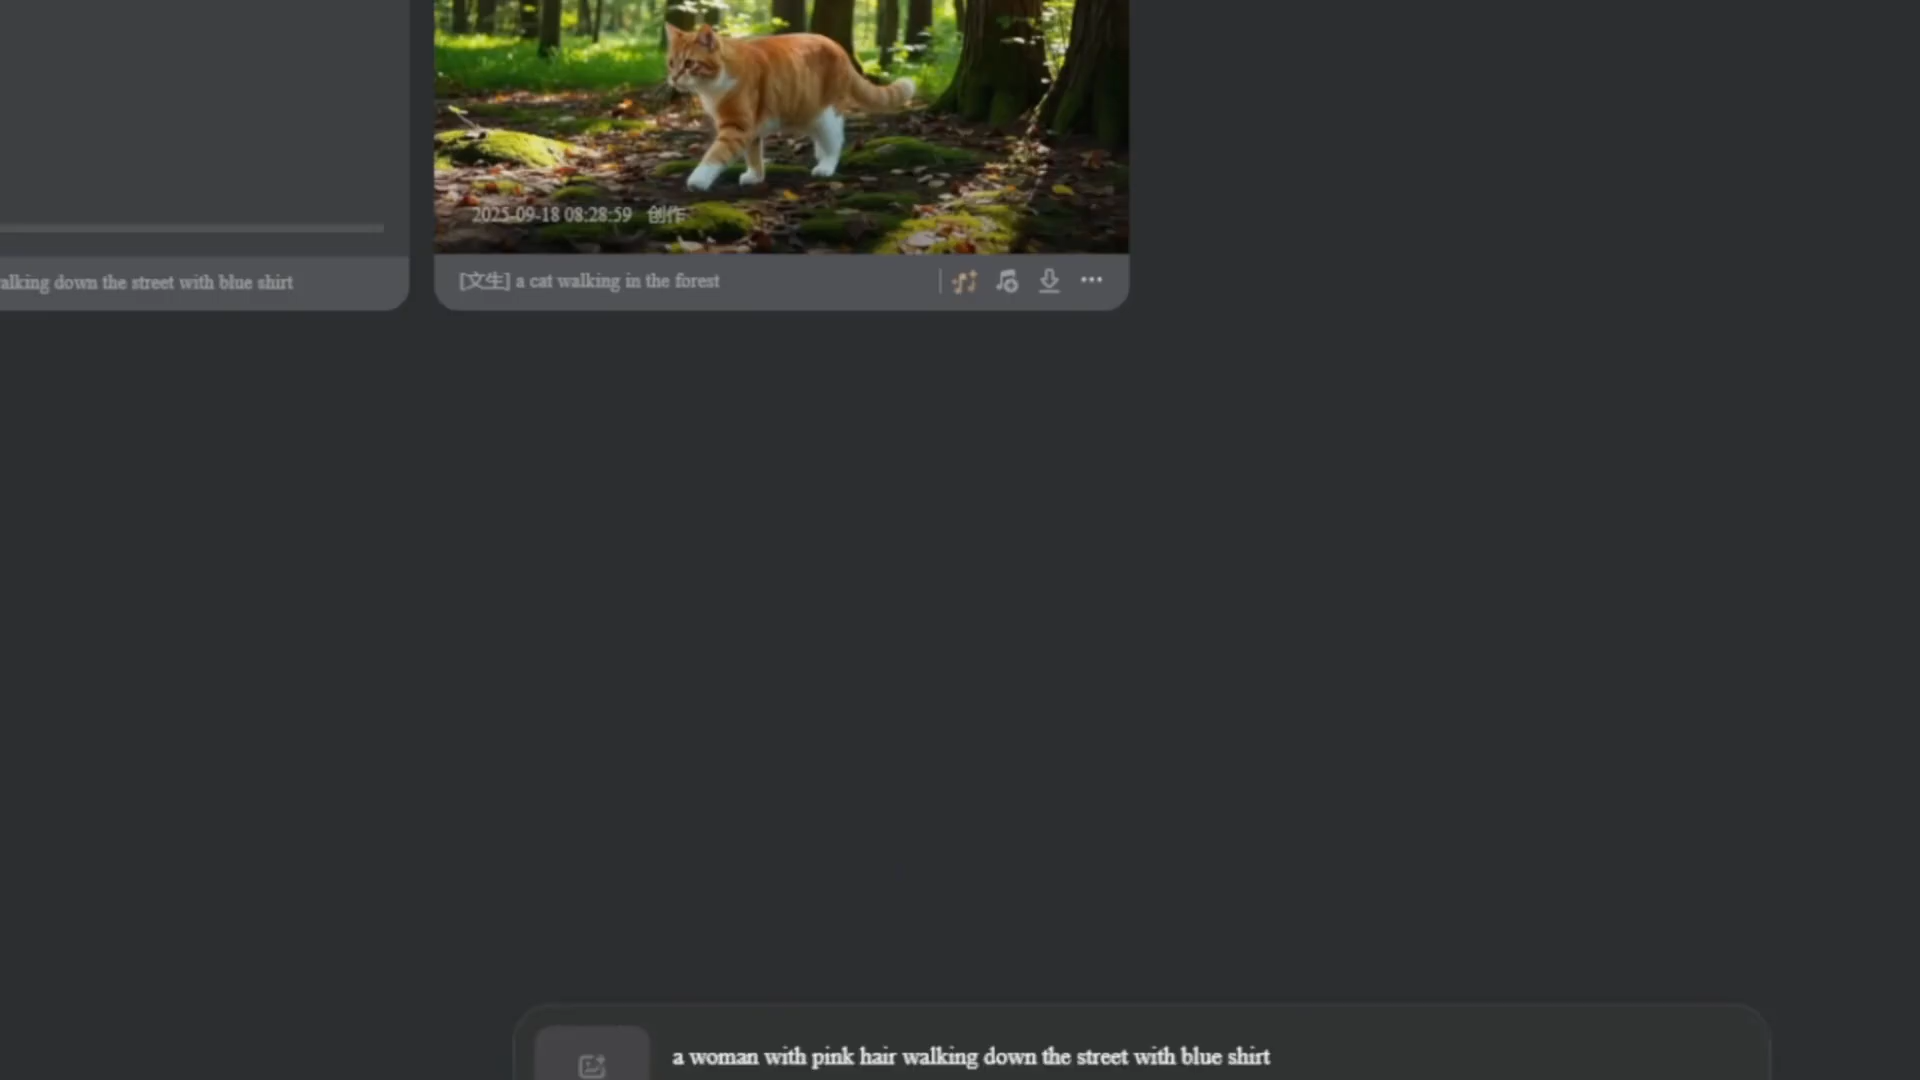 2025-09-18 08:28:59 创作
alking down the street with blue shirt
[文生] a cat walking in the forest
a woman with pink hair walking down the street with blue shirt